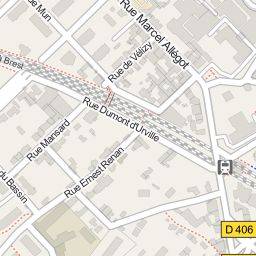 Rue Mun
Rue Marcel Allégot
à Brest
Rue de Vélizy
Rue Dumont d'Urville
Rue Mansard
Rue Ernest Renan
du Bassin
D 406